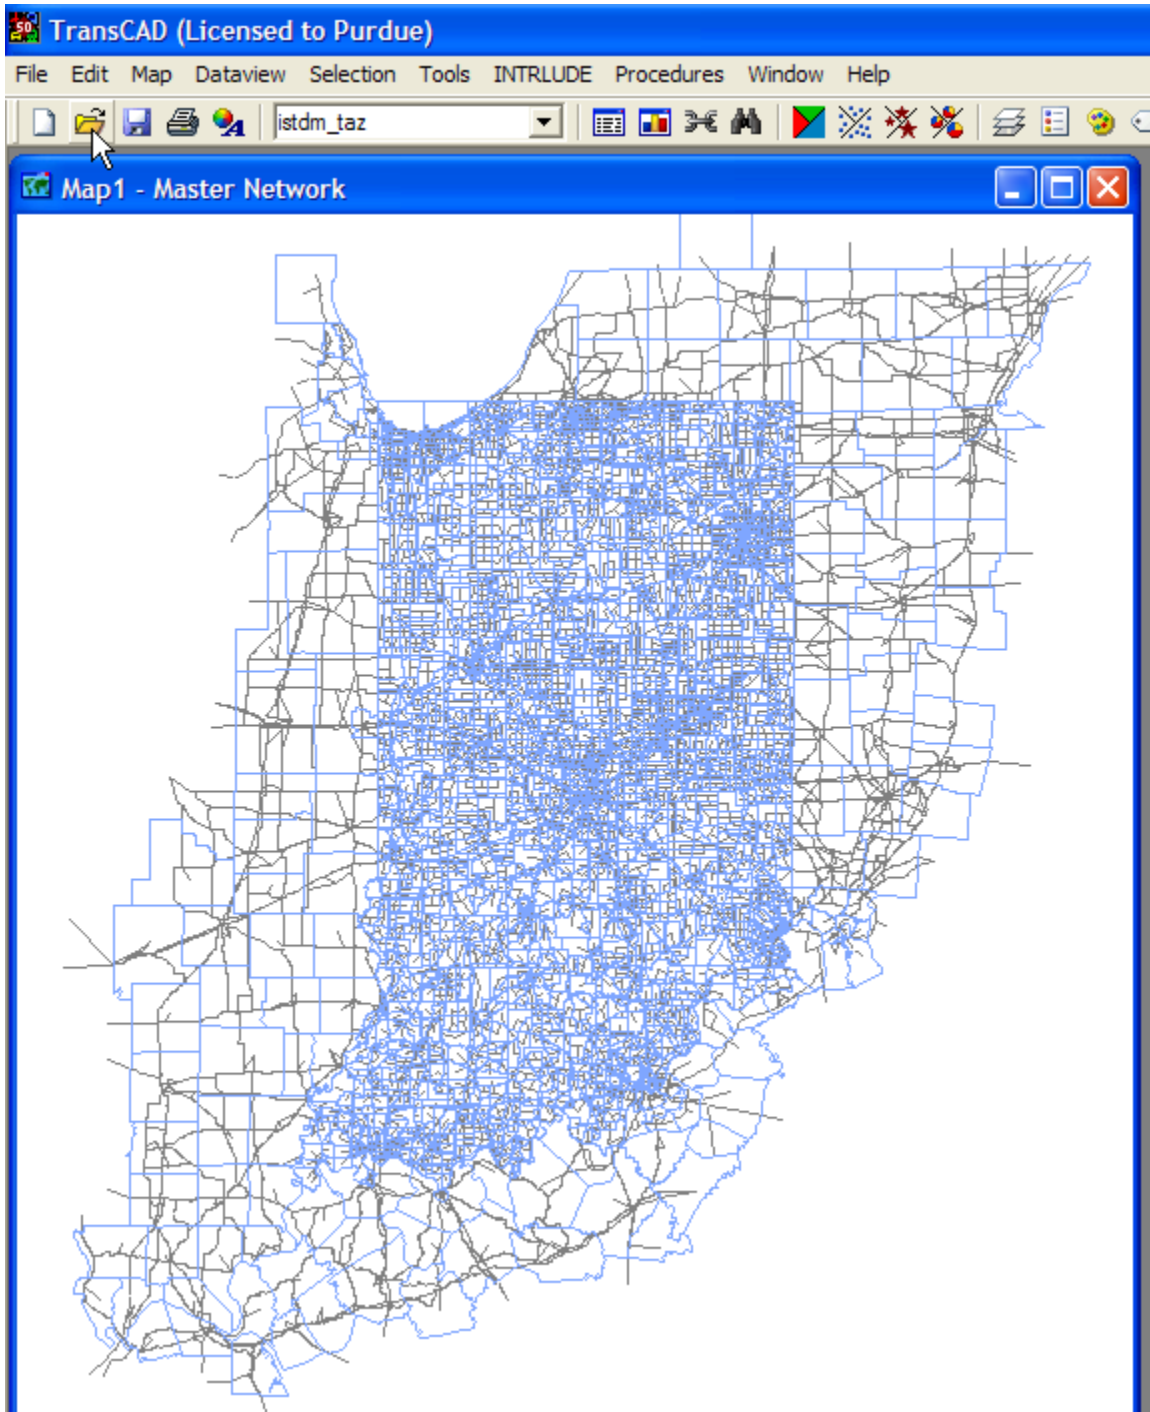 TransCAD (Licensed to Purdue)
File Edit Map Dataview Selection Tools INTRLUDE Procedures Window Help
istdm_taz
Map1 - Master Network